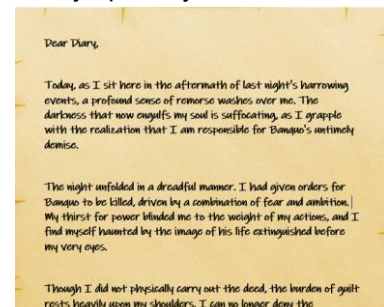 Dear Diary,
Today, as I sit here in the aftermath of last night's harrowing
events, a profound sense of remorse washes over me. The
darkness that now engulfs my soul is suffocating, as I grapple
with the realization that I am responsible for Banquo's untimely
demise.
The night unfolded in a dreadful manner. I had given orders for
Banquo to be killed, driven by a combination of fear and ambition.
My thirst for power blinded me to the weight of my actions, and I
find myself haunted by the image of his life extinguished before
my very eyes.
Though I did not physically carry out the deed, the burden of guilt
rests heavily upon my shoulders. I can no longer deny the